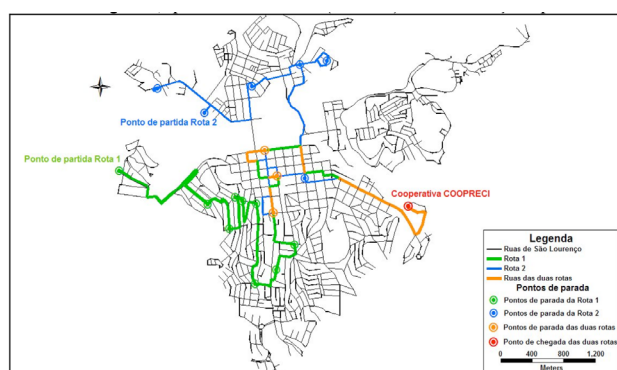 Ponto de partida Rota 2
Ponto de partida Rota 1
Cooperativa COOPRECI
Legenda
Ruas de São Lourenço
Rota 1
Rota 2
Ruas das duas rotas
Pontos de parada
Pontos de parada da Rota 1
Pontos de parada da Rota 2
Pontos de parada das duas rotas
Ponto de chegada das duas rotas
0 400 800 1,200
Meters